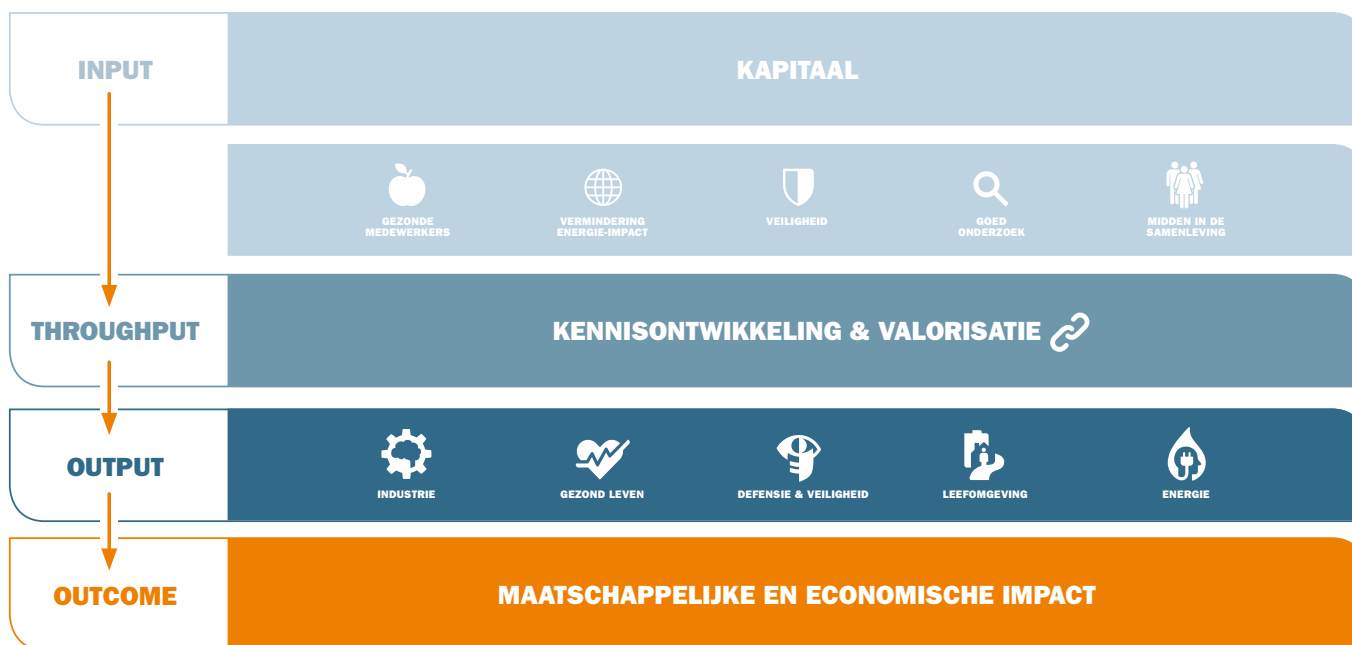 INPUT
KAPITAAL
GEZONDE
MEDEWERKERS
VERMINDERING
ENERGIE-IMPACT
VEILIGHEID
GOED
ONDERZOEK
MIDDEN IN DE
SAMENLEVING
THROUGHPUT
KENNISONTWIKKELING & VALORISATIE
OUTPUT
INDUSTRIE
GEZOND LEVEN
DEFENSIE & VEILIGHEID
LEEFOMGEVING
ENERGIE
OUTCOME
MAATSCHAPPELIJKE EN ECONOMISCHE IMPACT